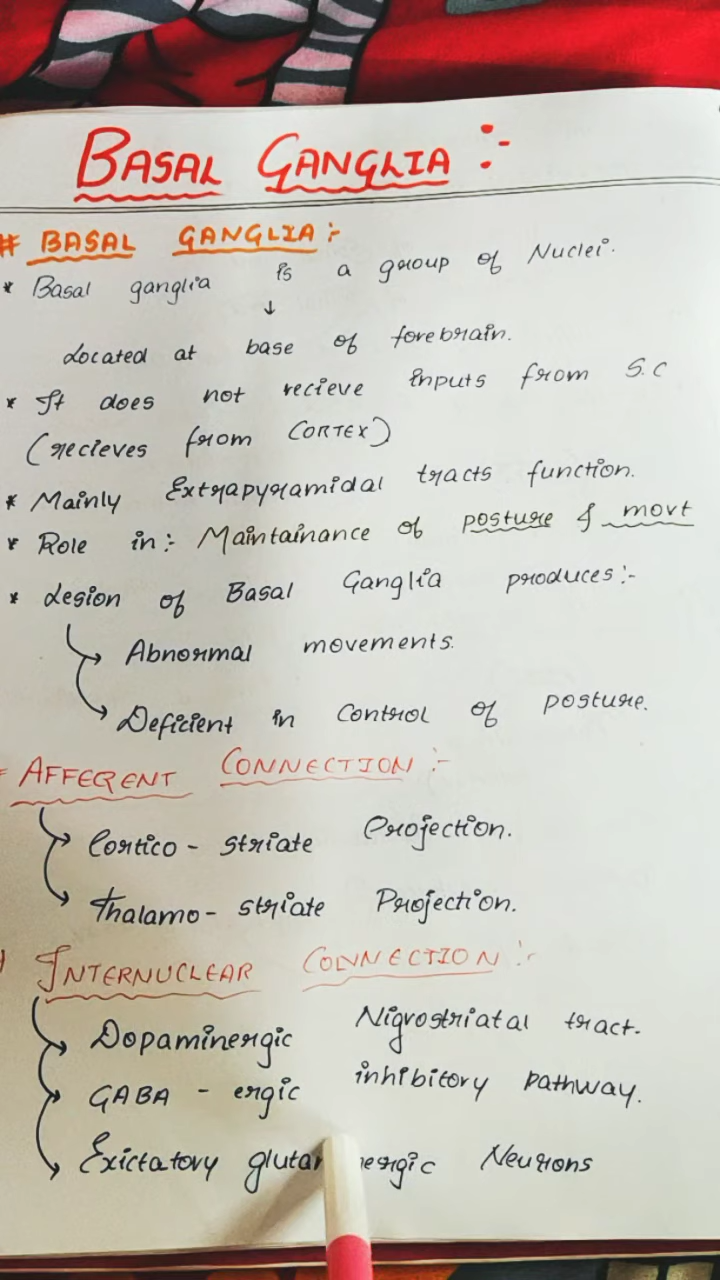 BASAL GANGLIA :-
# BASAL GANGLIA :-
* Basal ganglia is a group of Nuclei.
↓
Located at base of forebrain.
* It does not recieve inputs from S.C
(recieves from CORTEX)
* Mainly Extrapyramidal tracts function.
* Role in :- Maintainance of posture & movt
* Lesion of Basal Ganglia produces :-
Abnormal movements.
Deficient in Control of posture.
AFFERENT CONNECTION :-
Cortico - striate Projection.
Thalamo - striate Projection.
INTERNUCLEAR CONNECTION :-
Dopaminergic Nigrostriatal tract.
GABA - ergic inhibitory pathway.
Exictatory Neurons